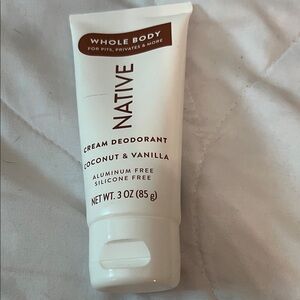 WHOLE BODY
FOR PITS, PRIVATES & MORE
NATIVE
CREAM DEODORANT
COCONUT & VANILLA
ALUMINUM FREE
SILICONE FREE
NET WT. 3 OZ (85 g)